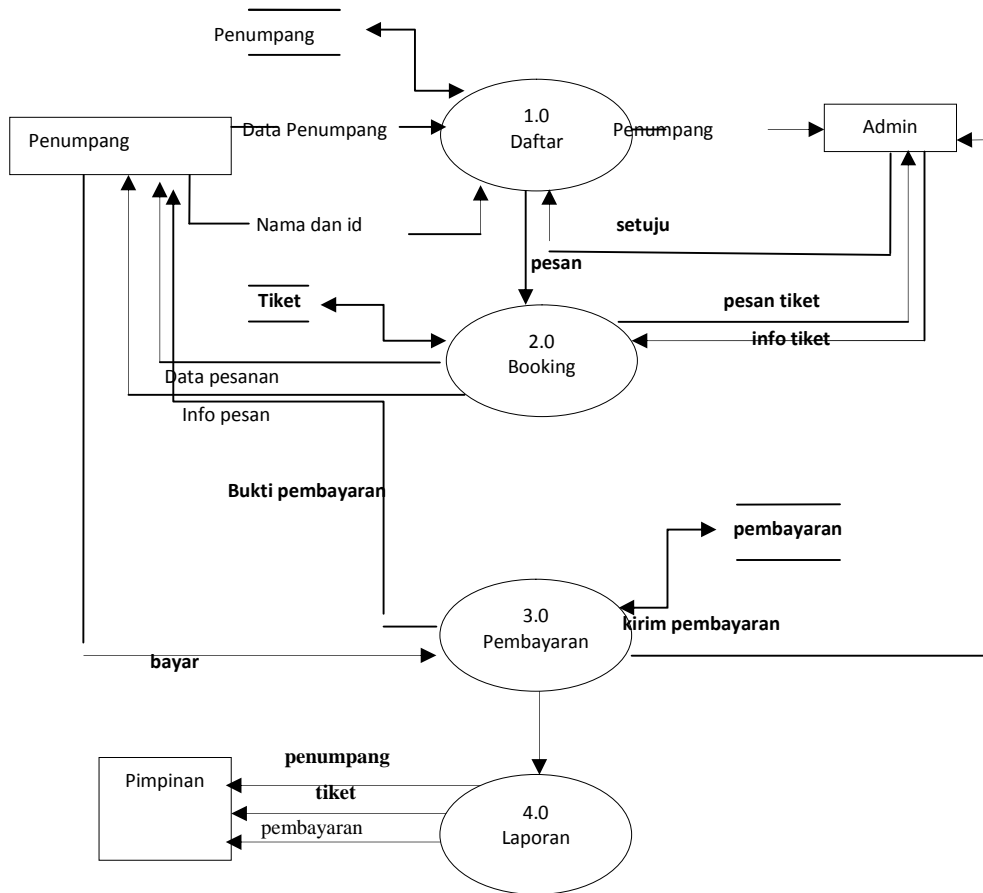 Penumpang
1.0
Daftar
Penumpang
Data Penumpang
Penumpang
Admin
Nama dan id
setuju
pesan
Tiket
pesan tiket
info tiket
2.0
Booking
Data pesanan
Info pesan
Bukti pembayaran
pembayaran
3.0
Pembayaran
kirim pembayaran
bayar
Pimpinan
penumpang
tiket
pembayaran
4.0
Laporan